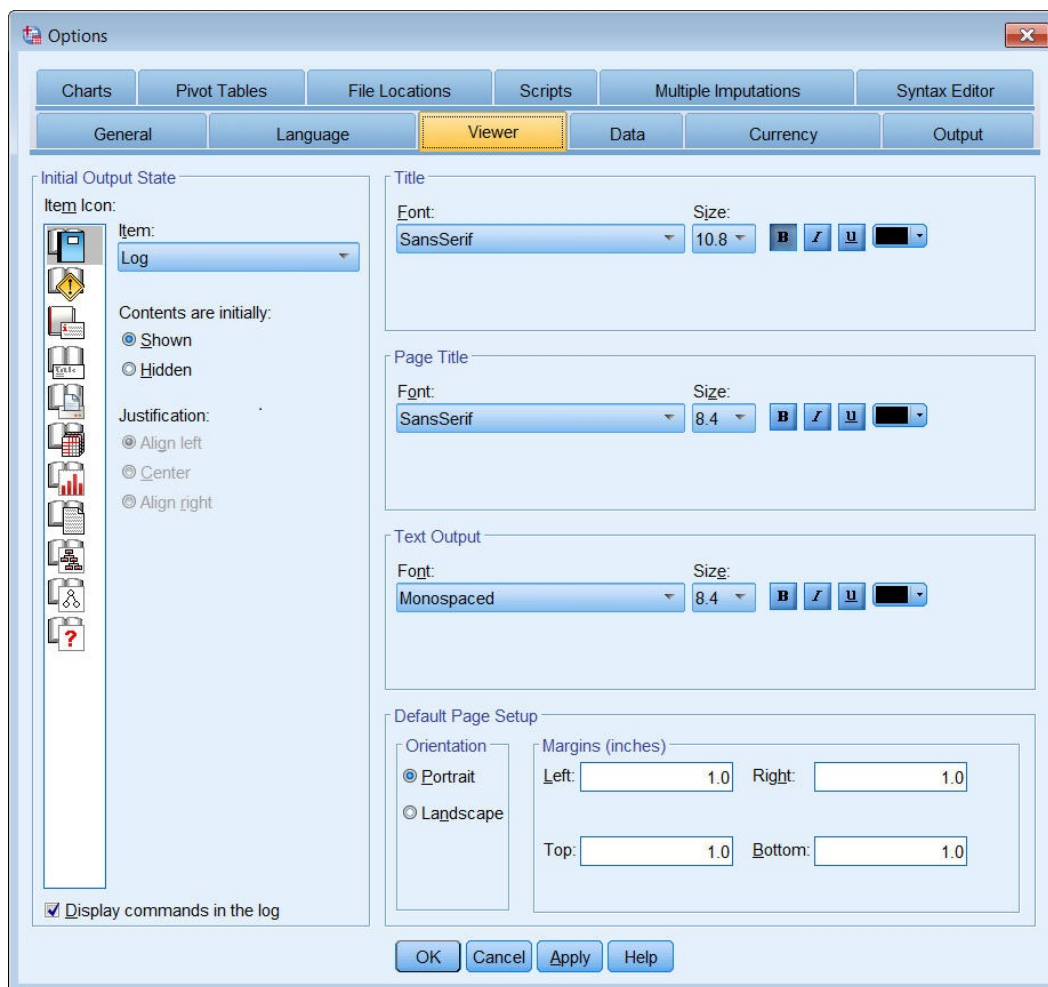 Options
Charts
Pivot Tables
File Locations
Scripts
Multiple Imputations
Syntax Editor
General
Language
Viewer
Data
Currency
Output
Initial Output State
Item Icon:
Item:
Log
Contents are initially:
Shown
Hidden
Justification:
Align left
Center
Align right
Display commands in the log
Title
Font:
Size:
SansSerif
10.8
B
I
U
Page Title
Font:
Size:
SansSerif
8.4
B
I
U
Text Output
Font:
Size:
Monospaced
8.4
B
I
U
Default Page Setup
Orientation
Portrait
Landscape
Margins (inches)
Left:
1.0
Right:
1.0
Top:
1.0
Bottom:
1.0
OK
Cancel
Apply
Help